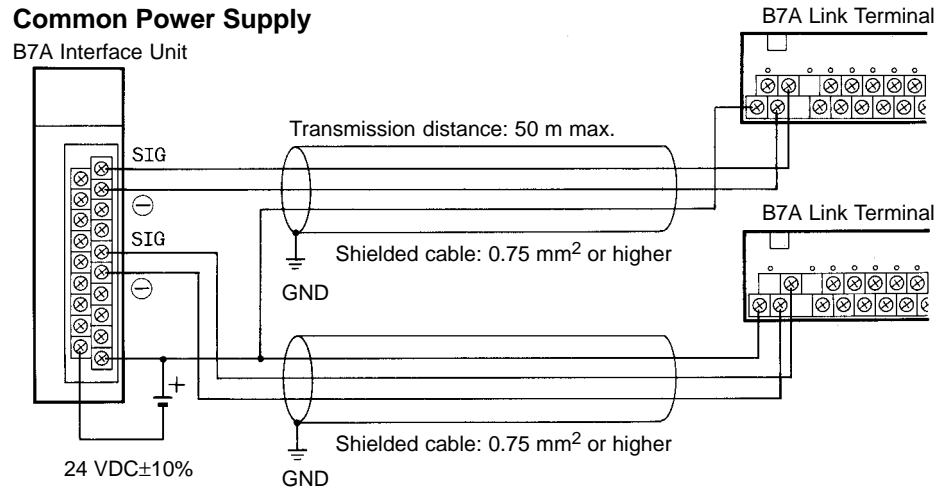 Common Power Supply
B7A Interface Unit
B7A Link Terminal
Transmission distance: 50 m max.
SIG
⊖
SIG
⊖
Shielded cable: 0.75 mm² or higher
GND
B7A Link Terminal
+
24 VDC±10%
Shielded cable: 0.75 mm² or higher
GND